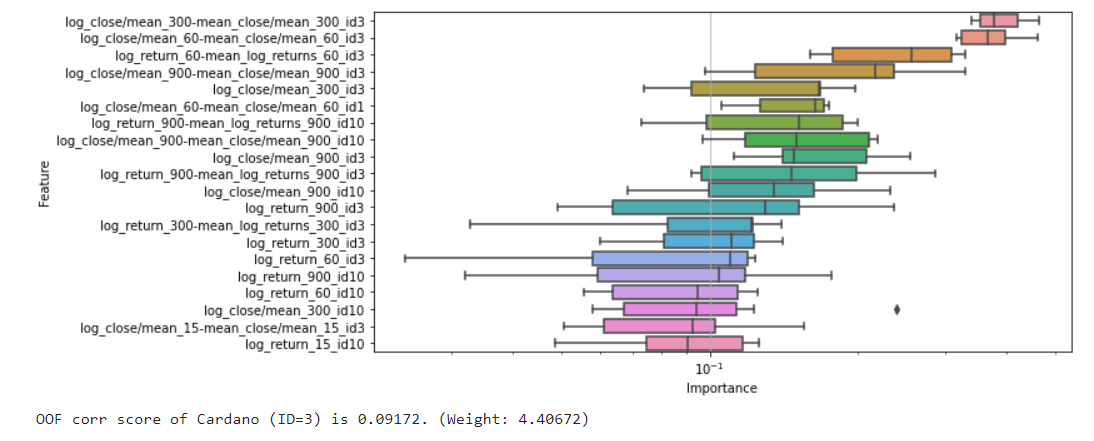 log_close/mean_300-mean_close/mean_300_id3
log_close/mean_60-mean_close/mean_60_id3
log_return_60-mean_log_returns_60_id3
log_close/mean_900-mean_close/mean_900_id3
log_close/mean_300_id3
log_close/mean_60-mean_close/mean_60_id1
log_return_900-mean_log_returns_900_id10
log_close/mean_900-mean_close/mean_900_id10
log_close/mean_900_id3
log_return_900-mean_log_returns_900_id3
log_close/mean_900_id10
log_return_900_id3
log_return_300-mean_log_returns_300_id3
log_return_300_id3
log_return_60_id3
log_return_900_id10
log_return_60_id10
log_close/mean_300_id10
log_close/mean_15-mean_close/mean_15_id3
log_return_15_id10
Feature
10⁻¹
Importance
OOF corr score of Cardano (ID=3) is 0.09172. (Weight: 4.40672)